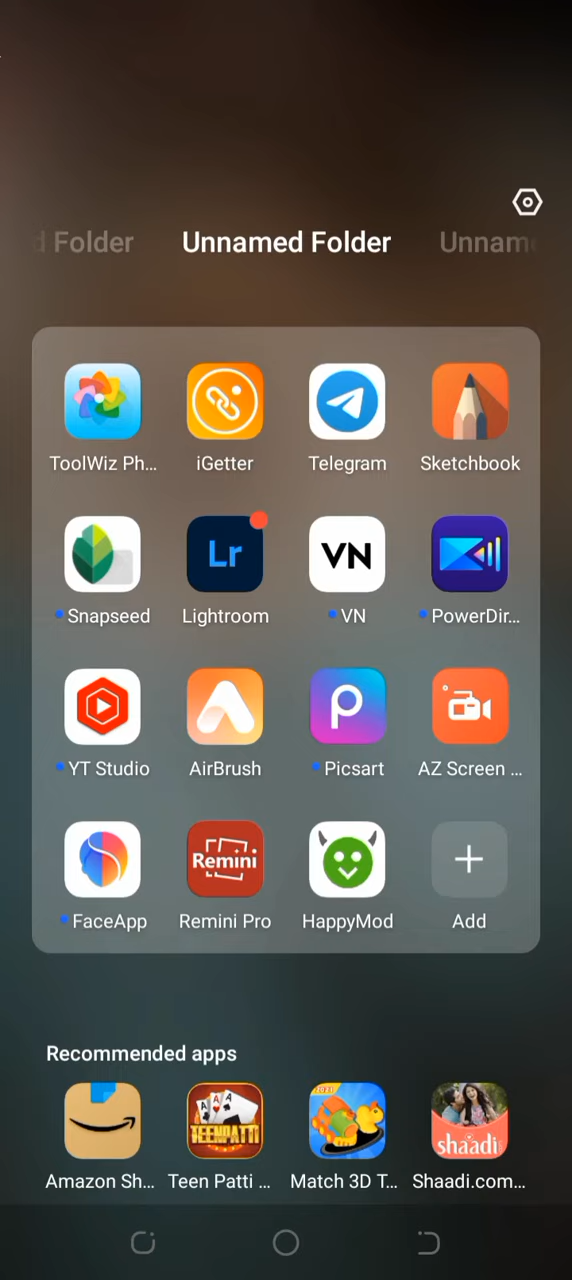 d Folder Unnamed Folder Unnam
ToolWiz Ph... iGetter Telegram Sketchbook
Lr VN
Snapseed Lightroom VN PowerDir...
YT Studio AirBrush Picsart AZ Screen ...
Remini
FaceApp Remini Pro HappyMod Add
Recommended apps
A A A 2023
TEENPATTI shaadi
Amazon Sh... Teen Patti ... Match 3D T... Shaadi.com...